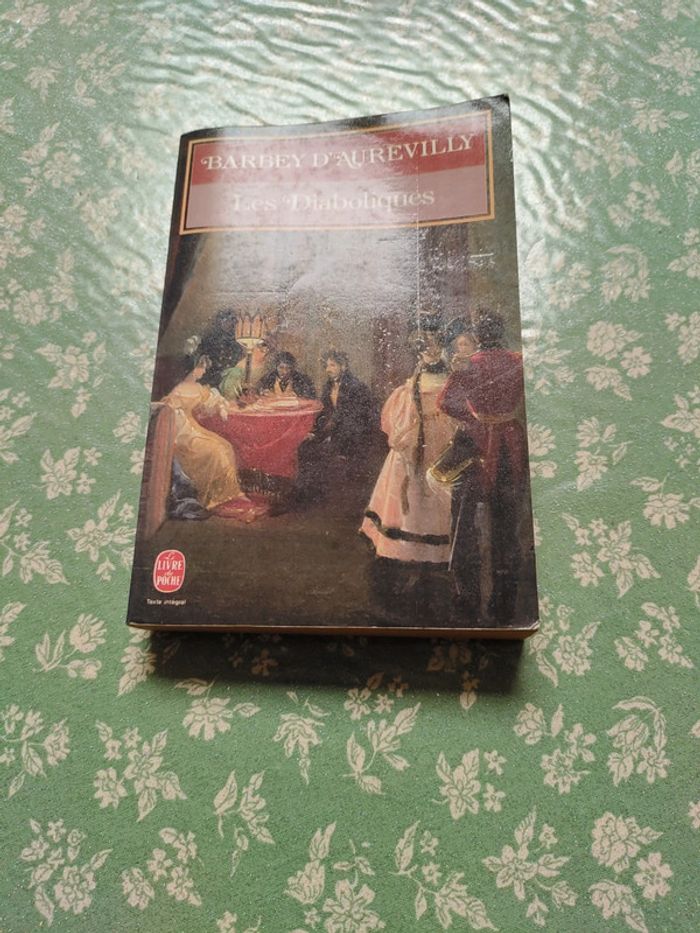 BARBEY D'AUREVILLY
Les Diaboliques
Le
LIVRE
de
POCHE
Texte intégral